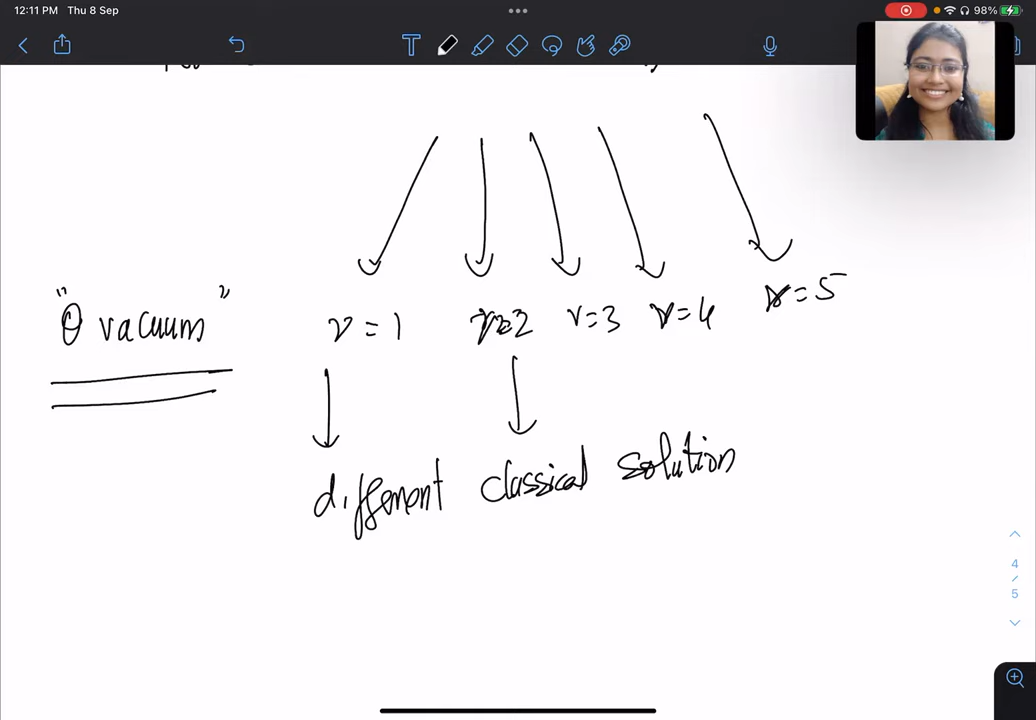 12:11 PM Thu 8 Sep
98%
"θ vacuum"
ν = 1 ν=2 ν=3 ν=4 ν=5
different classical solution
4
/
5